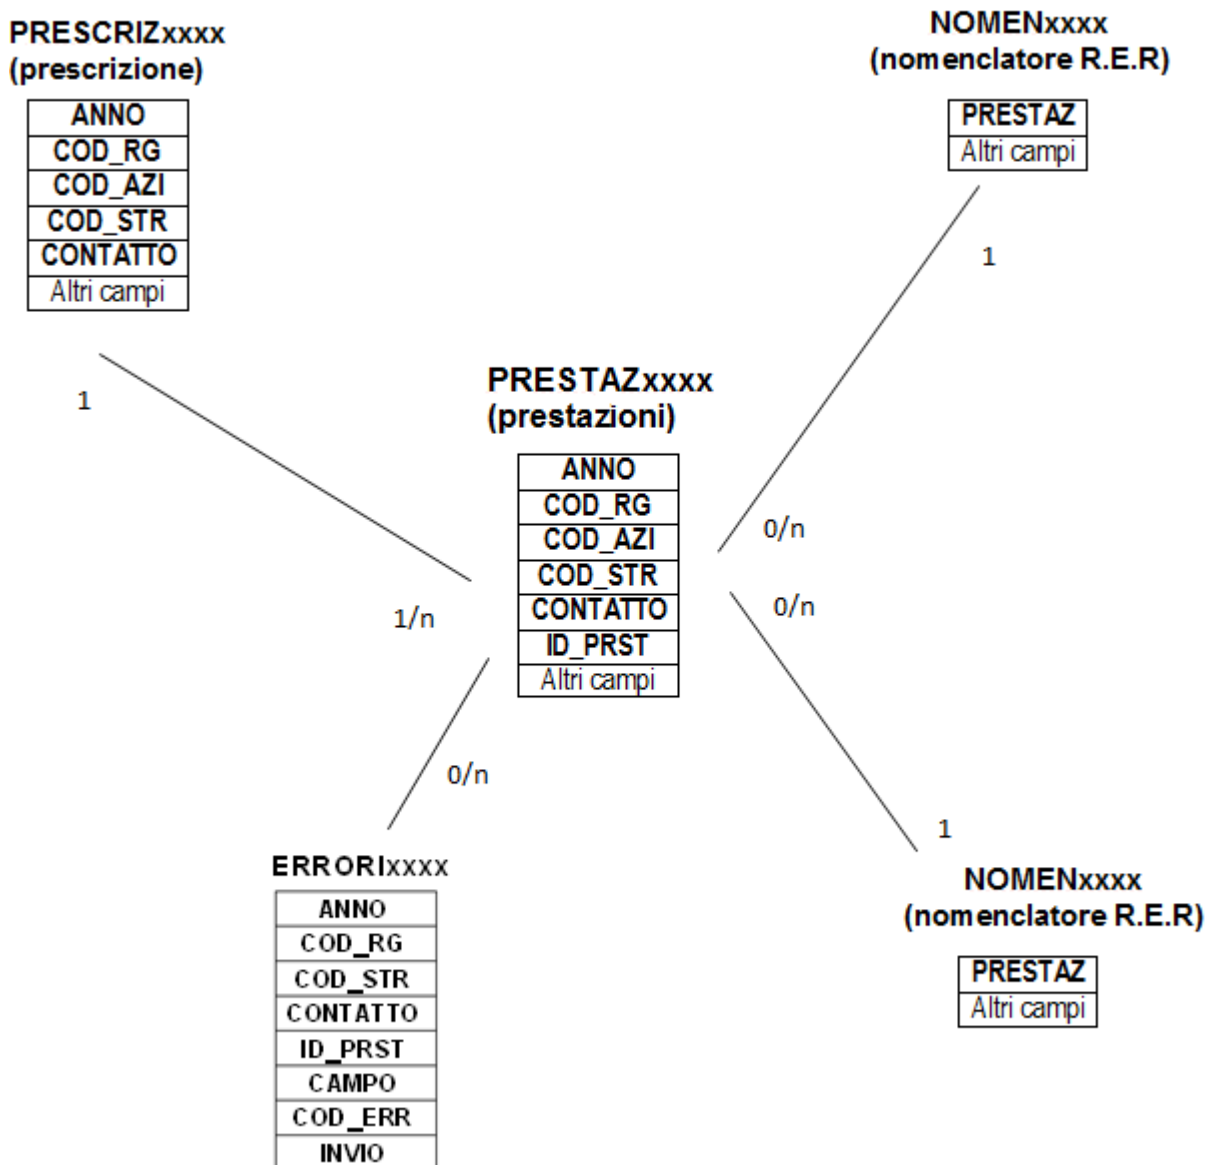 PRESCRIZxxxx
(prescrizione)
ANNO
COD_RG
COD_AZI
COD_STR
CONTATTO
Altri campi
NOMENxxxx
(nomenclatore R.E.R)
PRESTAZ
Altri campi
1
1
PRESTAZxxxx
(prestazioni)
ANNO
COD_RG
COD_AZI
COD_STR
CONTATTO
ID_PRST
Altri campi
0/n
0/n
1/n
0/n
1
ERRORIxxxx
ANNO
COD_RG
COD_STR
CONTATTO
ID_PRST
CAMPO
COD_ERR
INVIO
NOMENxxxx
(nomenclatore R.E.R)
PRESTAZ
Altri campi